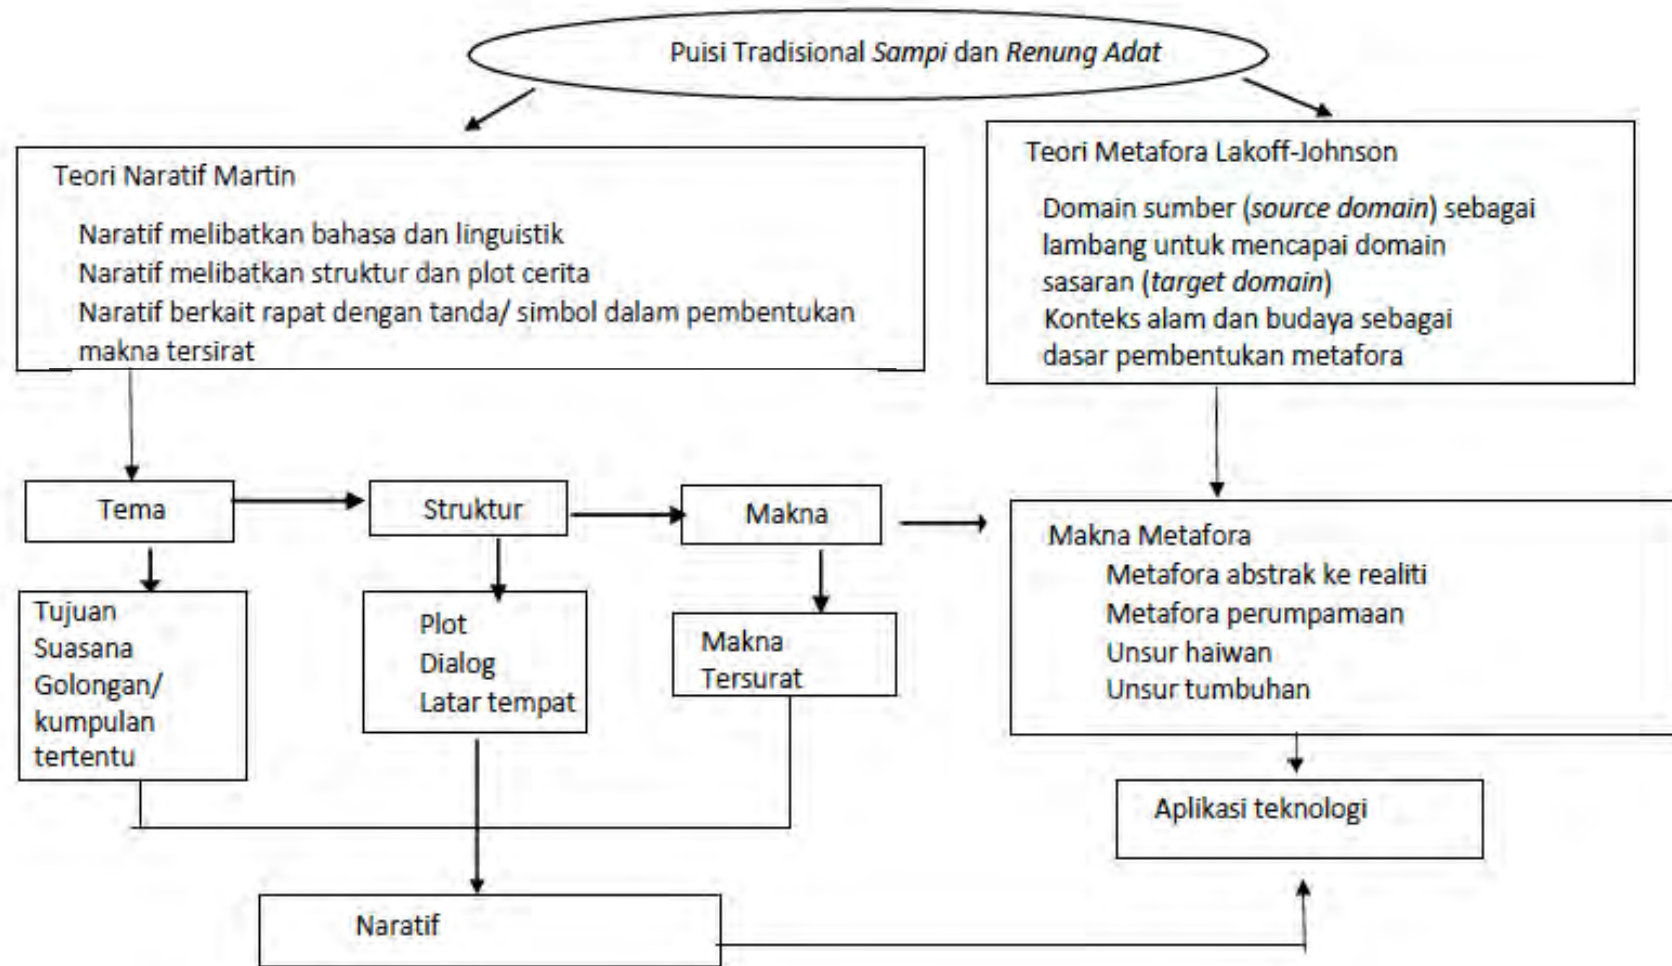 Puisi Tradisional Sampi dan Renung Adat
Teori Naratif Martin
Naratif melibatkan bahasa dan linguistik
Naratif melibatkan struktur dan plot cerita
Naratif berkait rapat dengan tanda/ simbol dalam pembentukan
makna tersirat
Teori Metafora Lakoff-Johnson
Domain sumber (source domain) sebagai
lambang untuk mencapai domain
sasaran (target domain)
Konteks alam dan budaya sebagai
dasar pembentukan metafora
Tema
Struktur
Makna
Makna Metafora
Metafora abstrak ke realiti
Metafora perumpamaan
Unsur haiwan
Unsur tumbuhan
Tujuan
Suasana
Golongan/
kumpulan
tertentu
Plot
Dialog
Latar tempat
Makna
Tersurat
Aplikasi teknologi
Naratif